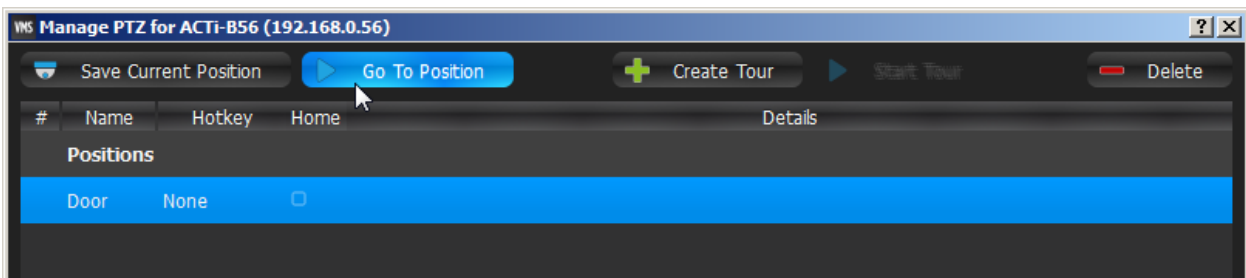 VMS Manage PTZ for ACTi-B56 (192.168.0.56) ?
Save Current Position Go To Position Create Tour Start Tour Delete
# Name Hotkey Home Details
Positions
Door None